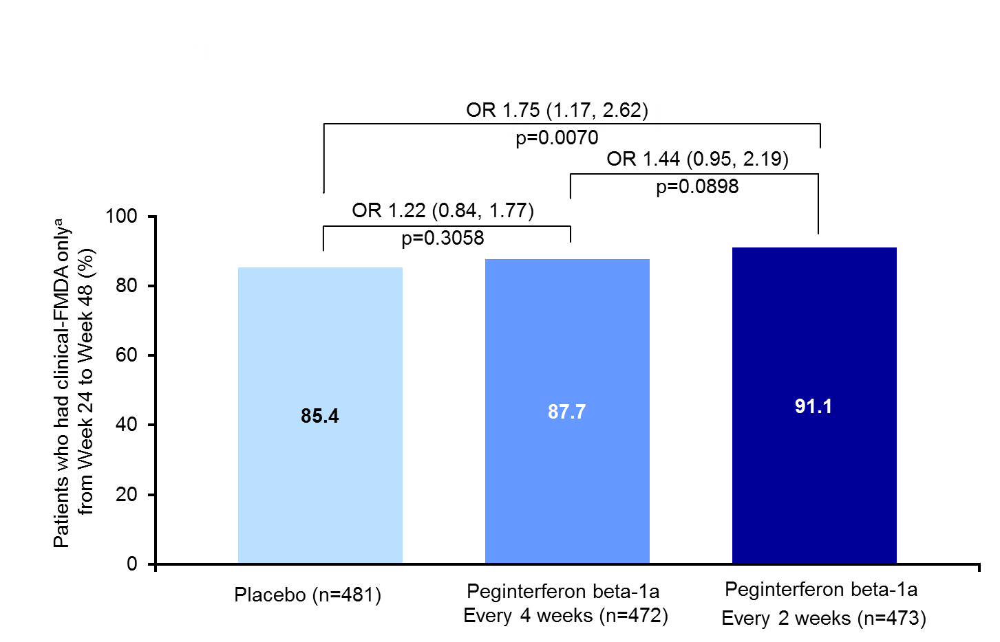 OR 1.75 (1.17, 2.62)
p=0.0070
OR 1.44 (0.95, 2.19)
p=0.0898
OR 1.22 (0.84, 1.77)
p=0.3058
Patients who had clinical-FMDA onlyᵃ
from Week 24 to Week 48 (%)
100
80
60
40
20
0
85.4
87.7
91.1
Placebo (n=481)
Peginterferon beta-1a
Every 4 weeks (n=472)
Peginterferon beta-1a
Every 2 weeks (n=473)